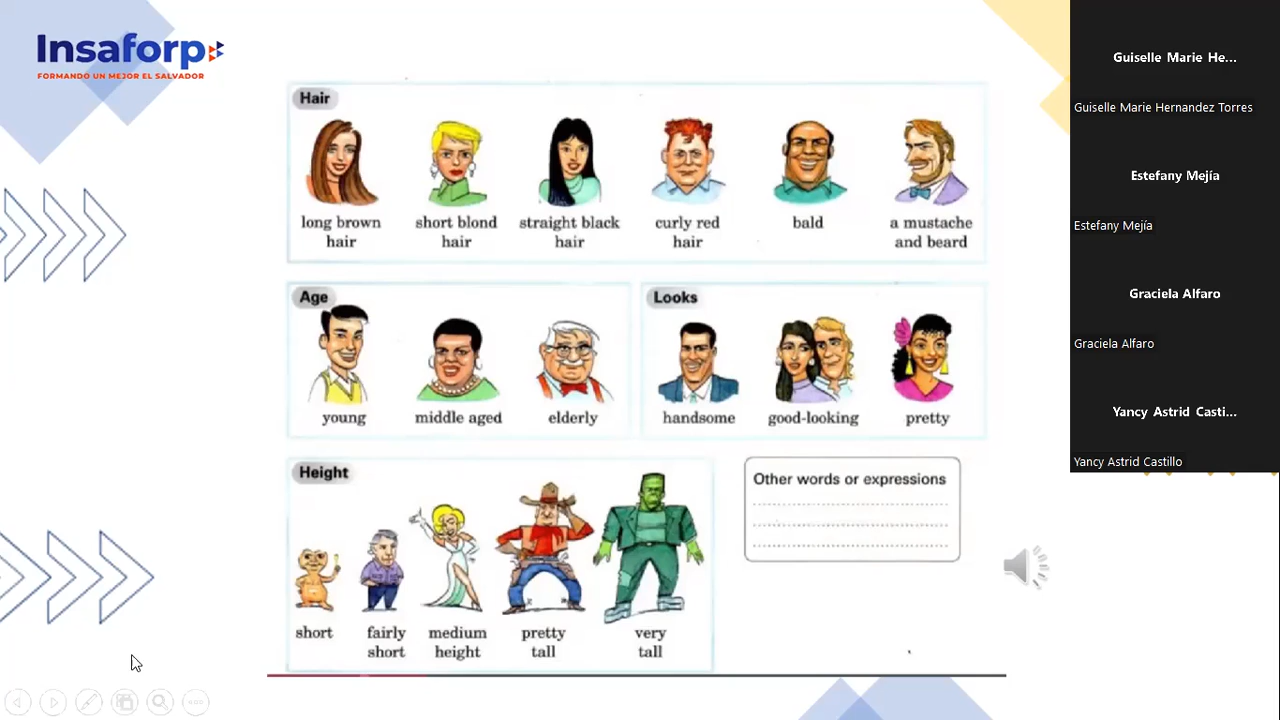 Insaforp
FORMANDO UN MEJOR EL SALVADOR
Hair
long brown
hair
short blond
hair
straight black
hair
curly red
hair
bald
a mustache
and beard
Age
young
middle aged
elderly
Looks
handsome
good-looking
pretty
Height
short
fairly
short
medium
height
pretty
tall
very
tall
Other words or expressions
Guiselle Marie He...
Guiselle Marie Hernandez Torres
Estefany Mejía
Estefany Mejía
Graciela Alfaro
Graciela Alfaro
Yancy Astrid Casti...
Yancy Astrid Castillo